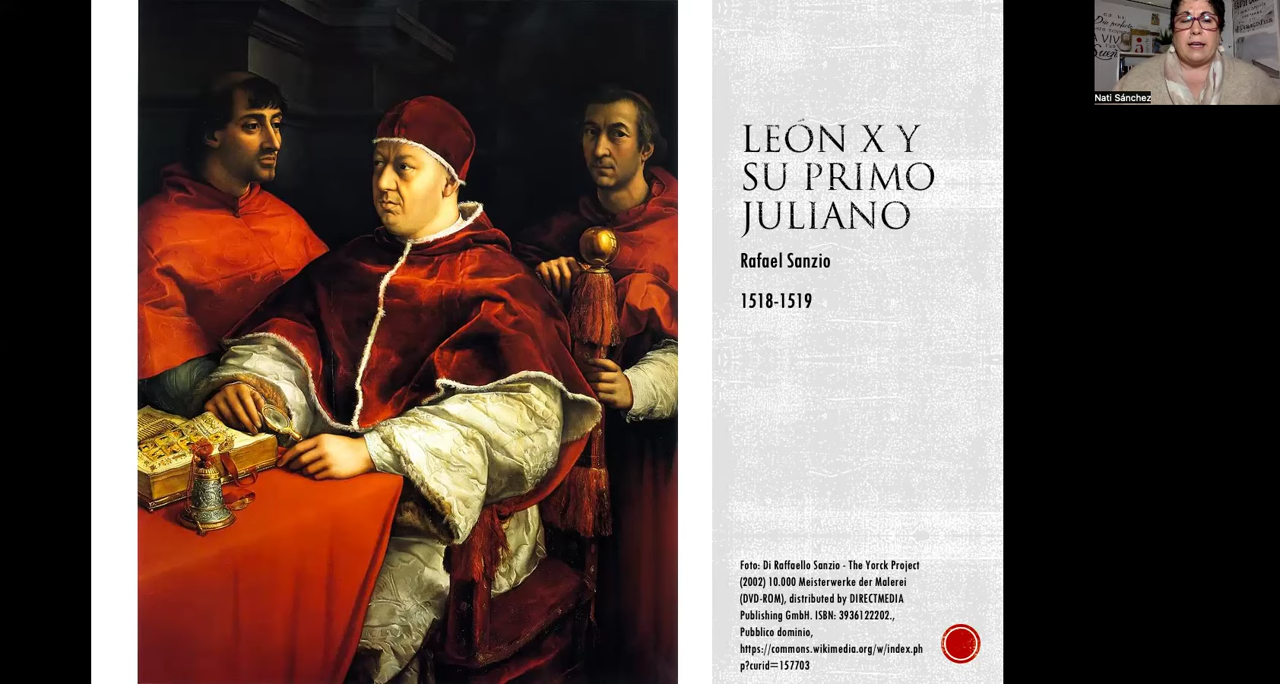 LEÓN X Y
SU PRIMO
JULIANO
Rafael Sanzio
1518-1519
Foto: Di Raffaello Sanzio - The Yorck Project
(2002) 10.000 Meisterwerke der Malerei
(DVD-ROM), distributed by DIRECTMEDIA
Publishing GmbH. ISBN: 3936122202.,
Pubblico dominio,
https://commons.wikimedia.org/w/index.ph
p?curid=157703
Nati Sánchez